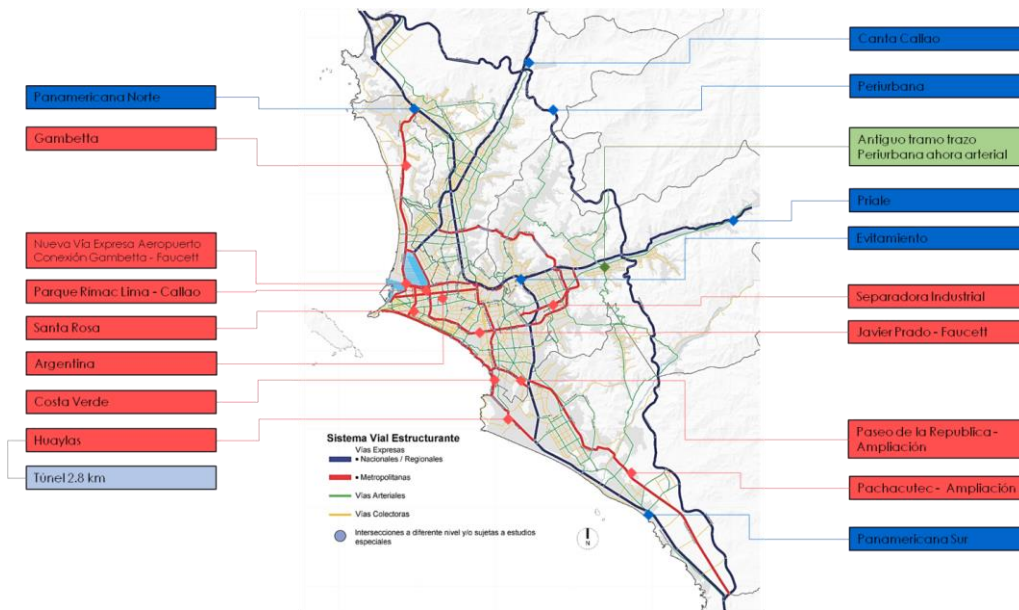 Panamericana Norte
Gambetta
Nueva Vía Expresa Aeropuerto
Conexión Gambetta - Faucett
Parque Rímac Lima - Callao
Santa Rosa
Argentina
Costa Verde
Huaylas
Túnel 2.8 km
Sistema Vial Estructurante
Vías Expresas
• Nacionales / Regionales
• Metropolitanas
Vías Arteriales
Vías Colectoras
Intersecciones a diferente nivel y/o sujetas a estudios
especiales
N
Canta Callao
Periurbana
Antiguo tramo trazo
Periurbana ahora arterial
Priale
Evitamiento
Separadora Industrial
Javier Prado - Faucett
Paseo de la Republica -
Ampliación
Pachacutec - Ampliación
Panamericana Sur